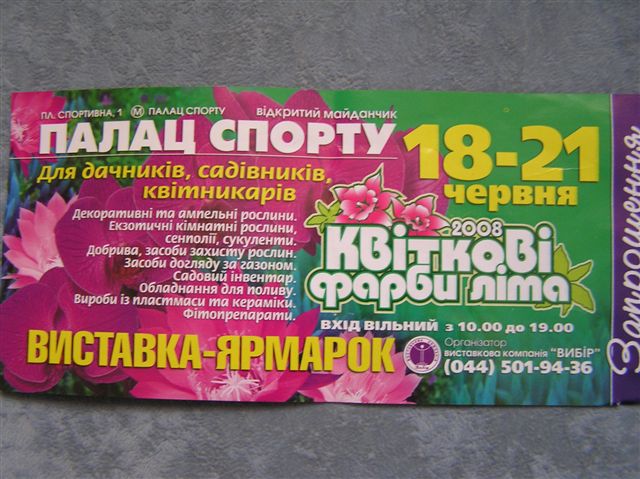 пл. Спортивна, 1 М ПАЛАЦ СПОРТУ відкритий майданчик
ПАЛАЦ СПОРТУ
18-21
червня
Для дачників, садівників,
квітникарів
Декоративні та ампельні рослини.
Екзотичні кімнатні рослини,
сенполії, сукуленти.
Добрива, засоби захисту рослин.
Засоби догляду за газоном.
Садовий інвентар.
Обладнання для поливу.
Вироби із пластмаси та кераміки.
Фітопрепарати.
2008
Квіткові
фарби літа
ВХІД ВІЛЬНИЙ з 10.00 до 19.00
ВИСТАВКА-ЯРМАРОК
Організатор
виставкова компанія "ВИБІР"
(044) 501-94-36
Запрошення